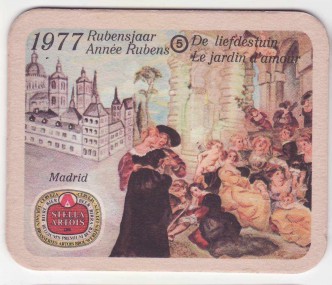 1977
Rubensjaar
Année Rubens
5
De liefdestuin
Le jardin d'amour
Madrid
STELLA
ARTOIS